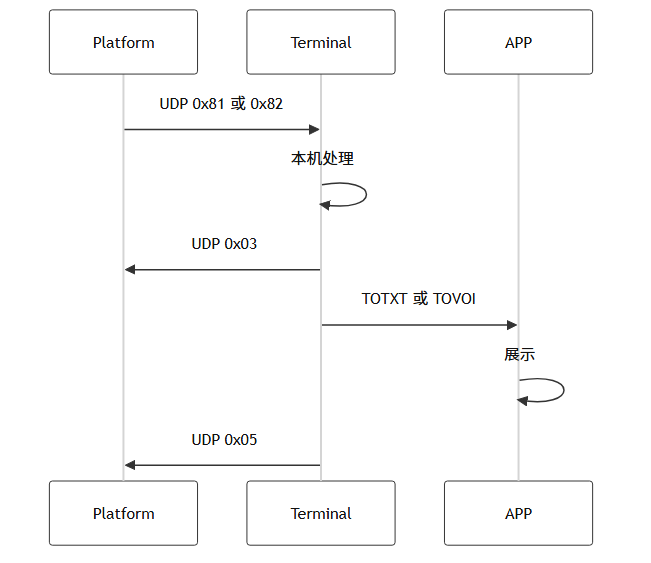 Platform
Terminal
APP
UDP 0x81 或 0x82
本机处理
UDP 0x03
TOTXT 或 TOVOI
展示
UDP 0x05
Platform
Terminal
APP